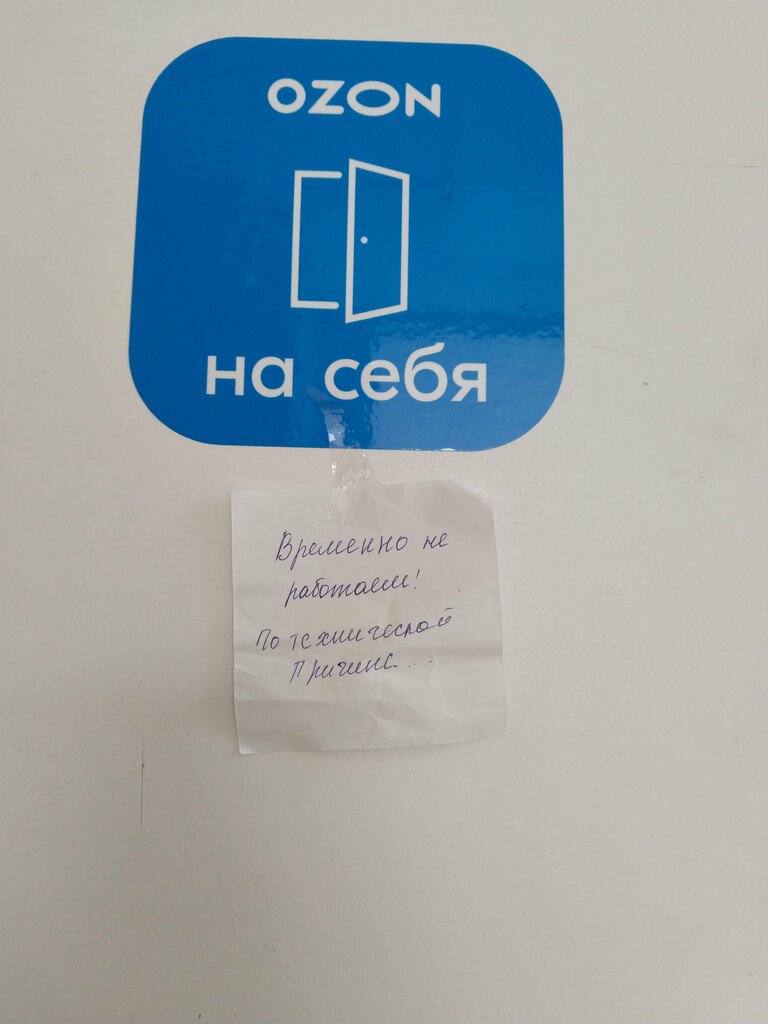 OZON
на себя
Временно не
работаем!
По технической
Причине...